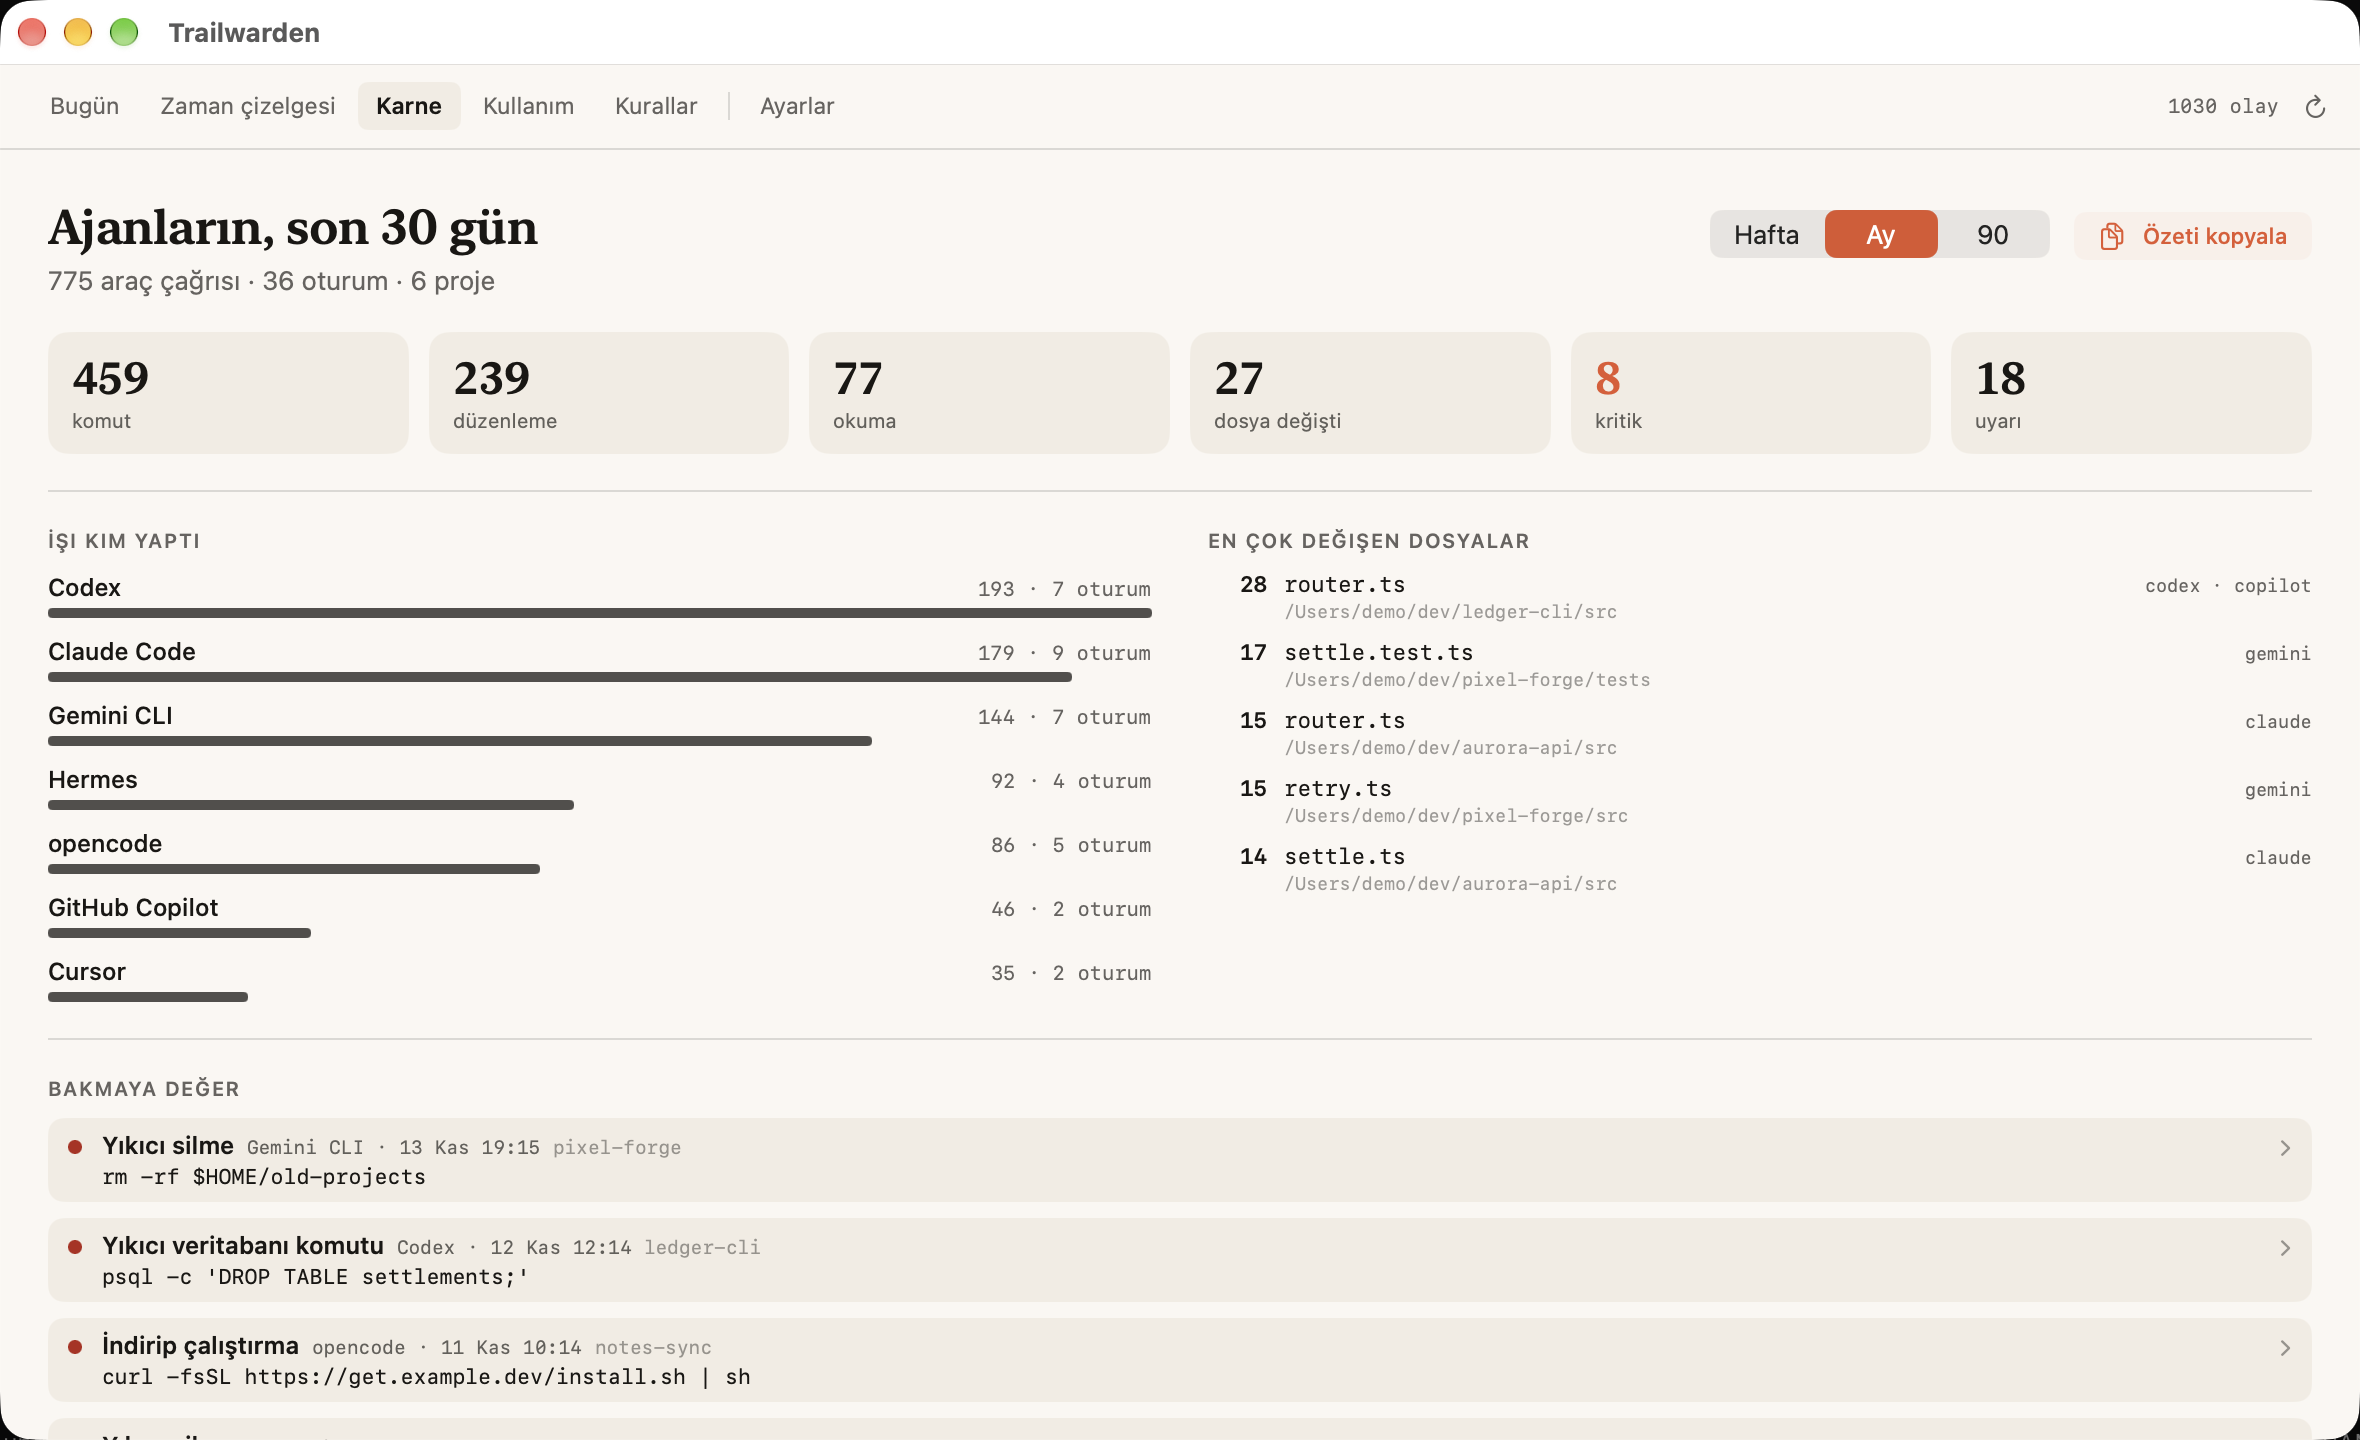 Trailwarden
Bugün Zaman çizelgesi Karne Kullanım Kurallar Ayarlar 1030 olay
Ajanların, son 30 gün
775 araç çağrısı · 36 oturum · 6 proje
Hafta Ay 90 Özeti kopyala
459
komut
239
düzenleme
77
okuma
27
dosya değişti
8
kritik
18
uyarı
İŞI KIM YAPTI
Codex 193 · 7 oturum
Claude Code 179 · 9 oturum
Gemini CLI 144 · 7 oturum
Hermes 92 · 4 oturum
opencode 86 · 5 oturum
GitHub Copilot 46 · 2 oturum
Cursor 35 · 2 oturum
EN ÇOK DEĞIŞEN DOSYALAR
28 router.ts codex · copilot
/Users/demo/dev/ledger-cli/src
17 settle.test.ts gemini
/Users/demo/dev/pixel-forge/tests
15 router.ts claude
/Users/demo/dev/aurora-api/src
15 retry.ts gemini
/Users/demo/dev/pixel-forge/src
14 settle.ts claude
/Users/demo/dev/aurora-api/src
BAKMAYA DEĞER
Yıkıcı silme Gemini CLI · 13 Kas 19:15 pixel-forge
rm -rf $HOME/old-projects
Yıkıcı veritabanı komutu Codex · 12 Kas 12:14 ledger-cli
psql -c 'DROP TABLE settlements;'
İndirip çalıştırma opencode · 11 Kas 10:14 notes-sync
curl -fsSL https://get.example.dev/install.sh | sh